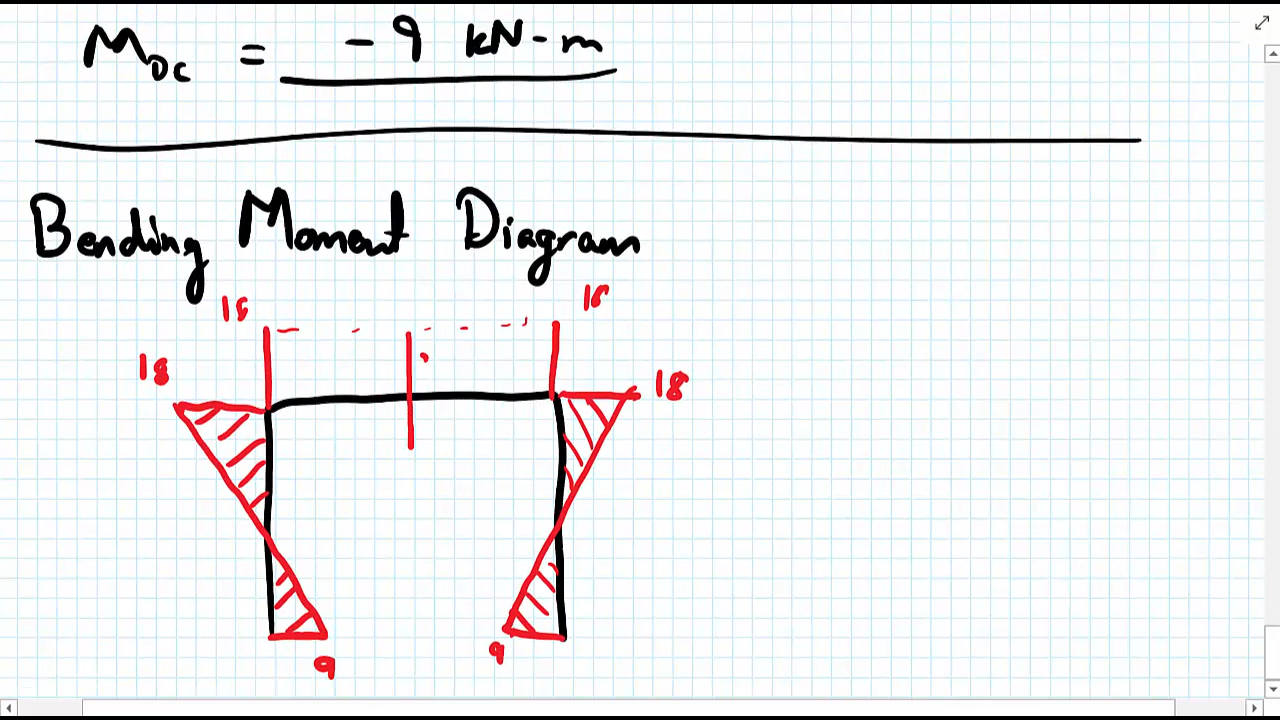 M_DC = -9 kN-m
Bending Moment Diagram
18 18
18 18
9 9